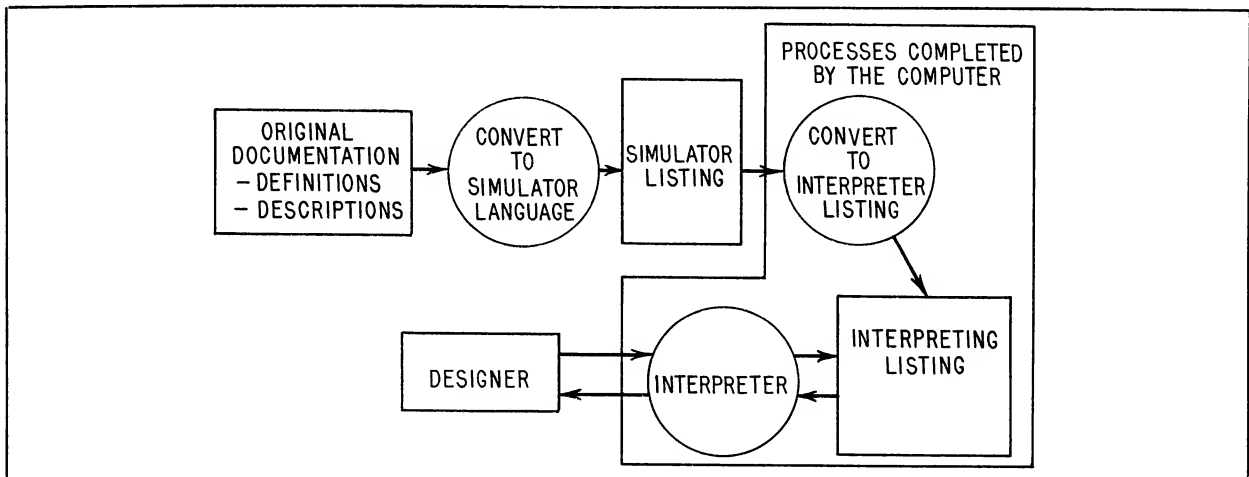 PROCESSES COMPLETED
BY THE COMPUTER
ORIGINAL
DOCUMENTATION
– DEFINITIONS
– DESCRIPTIONS
CONVERT
TO
SIMULATOR
LANGUAGE
SIMULATOR
LISTING
CONVERT
TO
INTERPRETER
LISTING
DESIGNER
INTERPRETER
INTERPRETING
LISTING